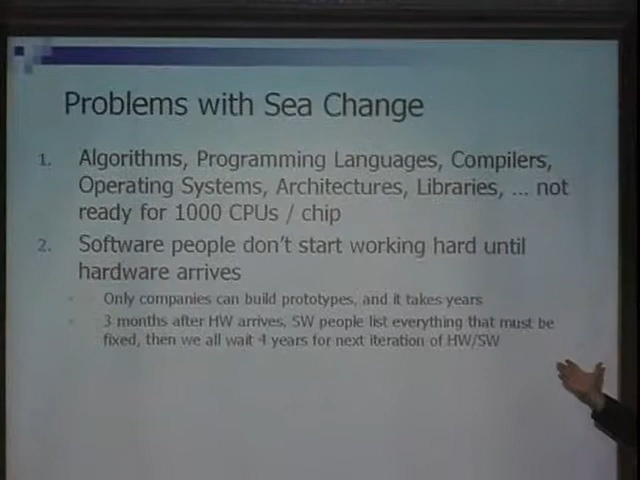 Problems with Sea Change
1. Algorithms, Programming Languages, Compilers,
Operating Systems, Architectures, Libraries, ... not
ready for 1000 CPUs / chip
2. Software people don't start working hard until
hardware arrives
Only companies can build prototypes, and it takes years
3 months after HW arrives, SW people list everything that must be
fixed, then we all wait 4 years for next iteration of HW/SW